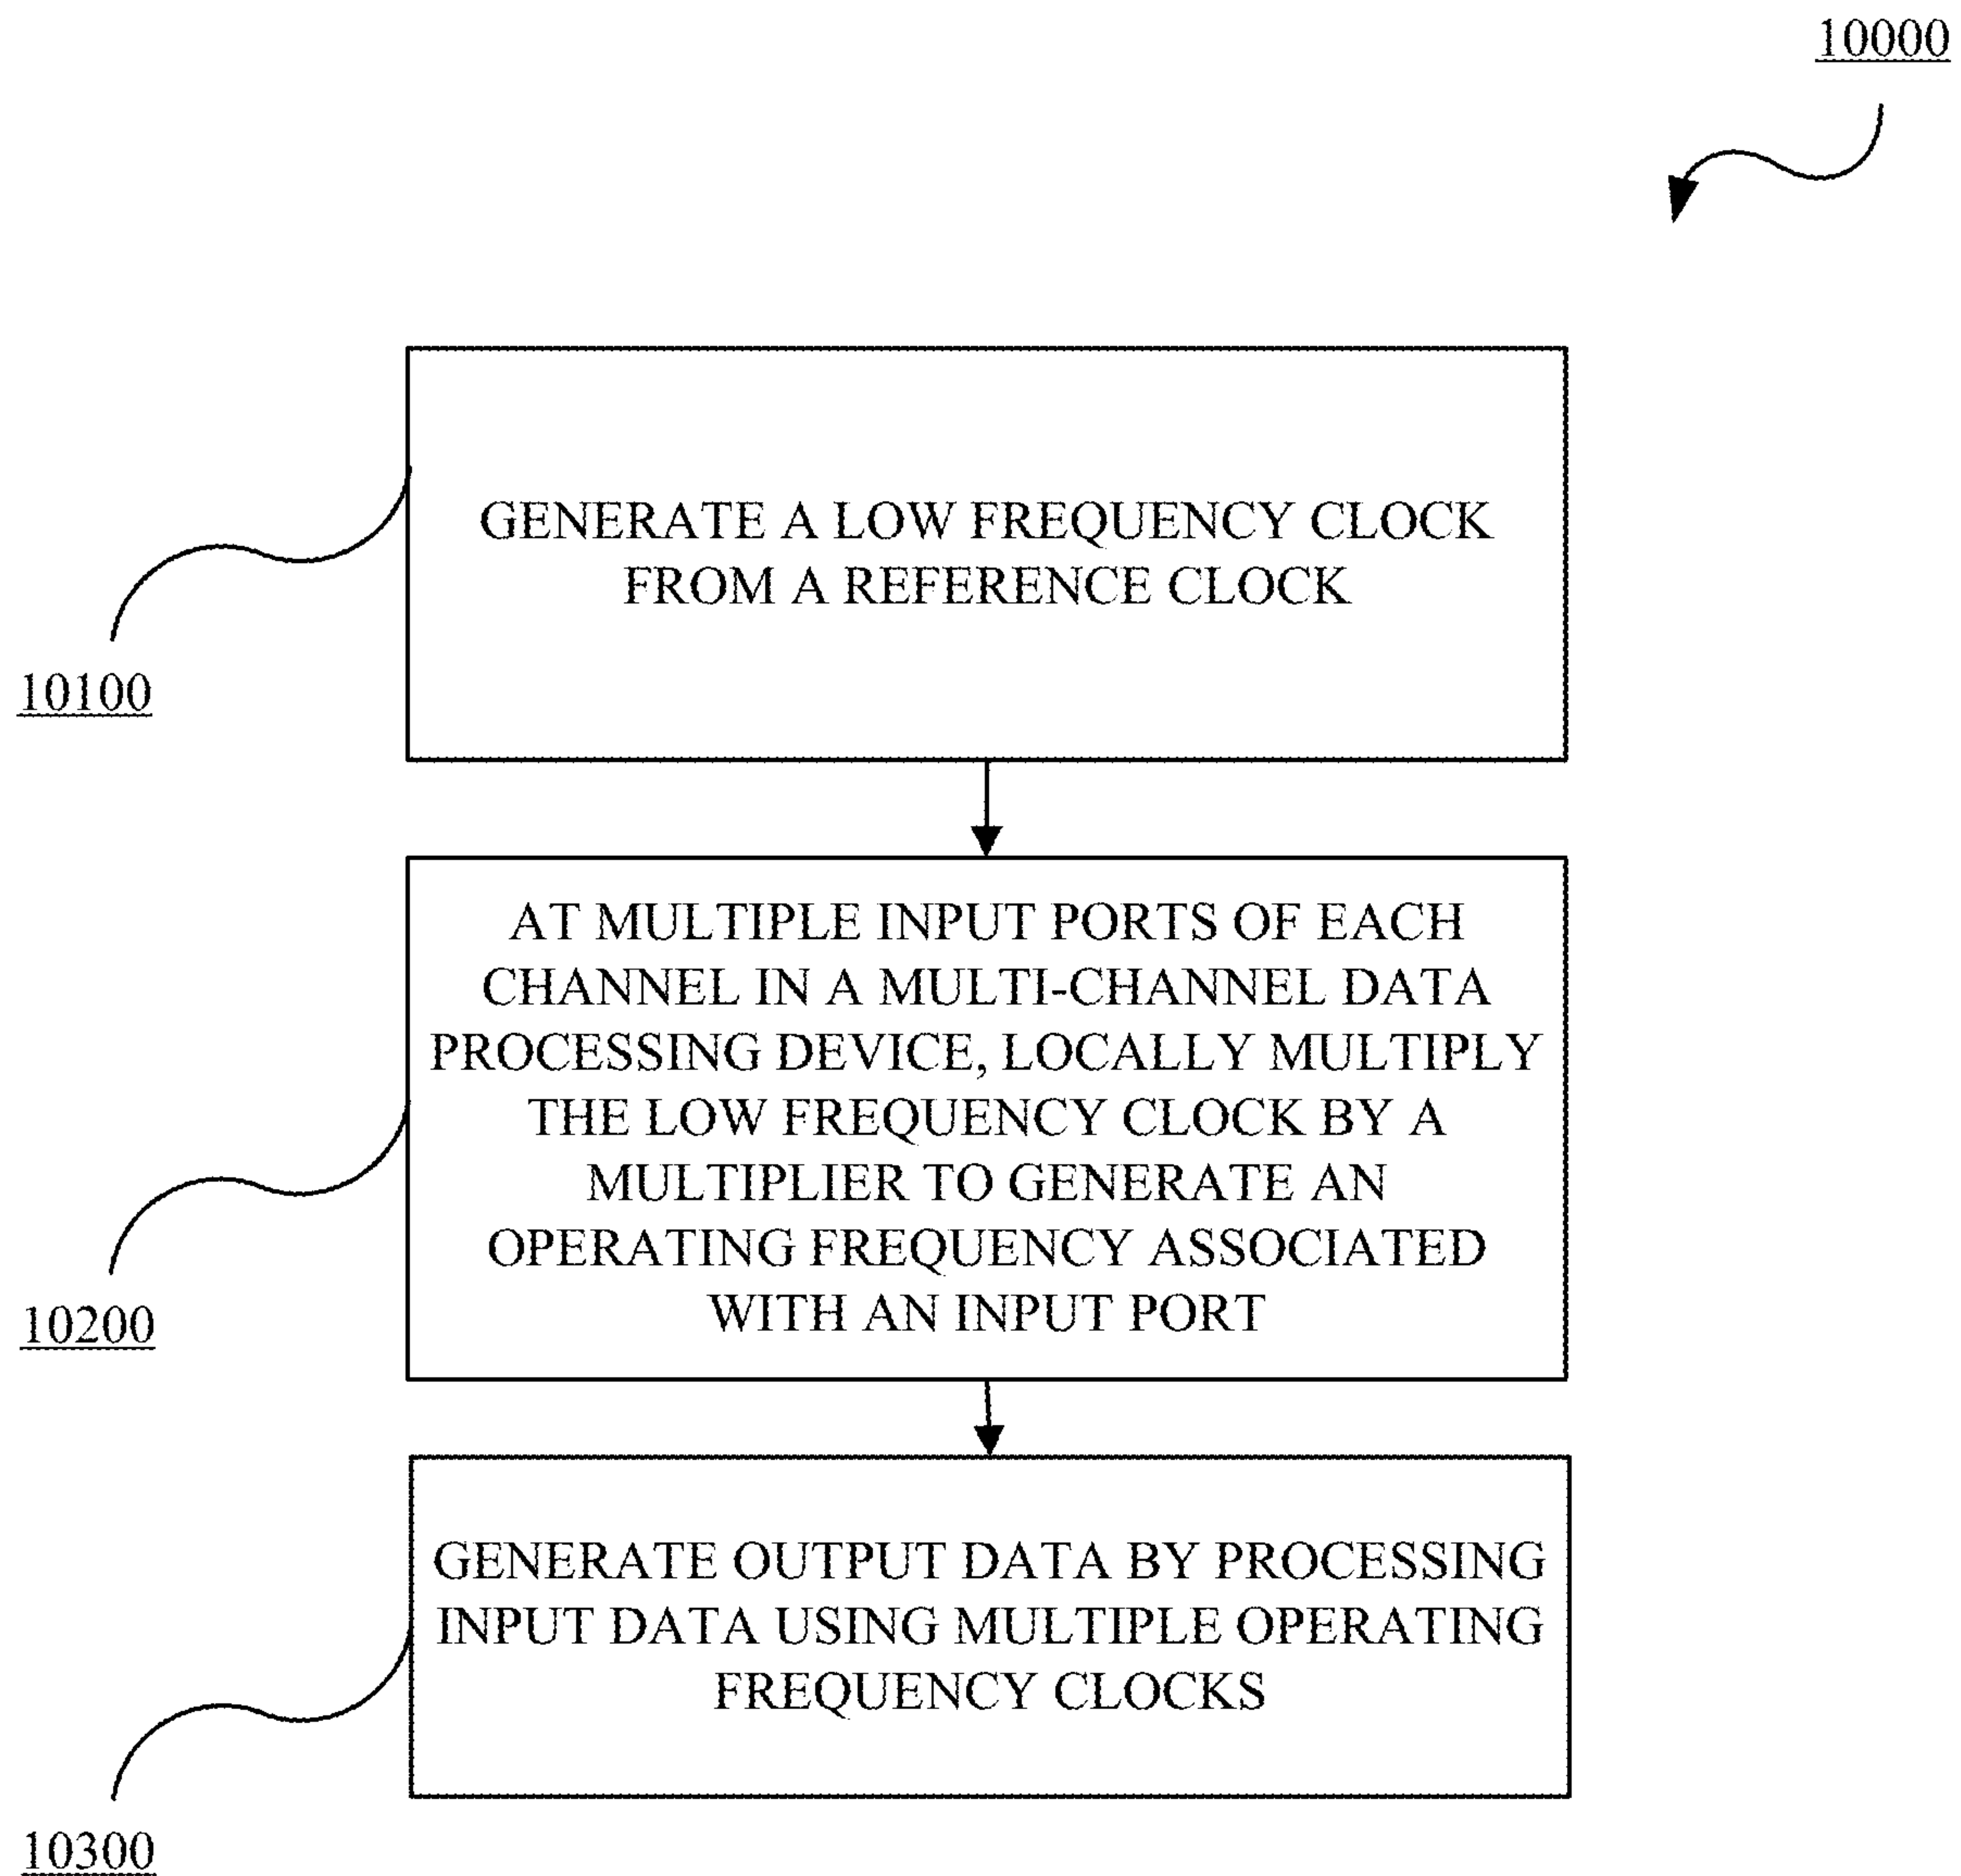 10000
GENERATE A LOW FREQUENCY CLOCK
FROM A REFERENCE CLOCK
10100
AT MULTIPLE INPUT PORTS OF EACH
CHANNEL IN A MULTI-CHANNEL DATA
PROCESSING DEVICE, LOCALLY MULTIPLY
THE LOW FREQUENCY CLOCK BY A
MULTIPLIER TO GENERATE AN
OPERATING FREQUENCY ASSOCIATED
WITH AN INPUT PORT
10200
GENERATE OUTPUT DATA BY PROCESSING
INPUT DATA USING MULTIPLE OPERATING
FREQUENCY CLOCKS
10300